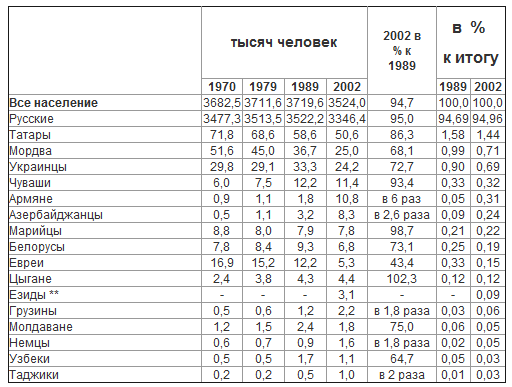 тысяч человек 2002 в % к 1989 в % к итогу
1970 1979 1989 2002 1989 2002
Все население 3682,5 3711,6 3719,6 3524,0 94,7 100,0 100,0
Русские 3477,3 3513,5 3522,2 3346,4 95,0 94,69 94,96
Татары 71,8 68,6 58,6 50,6 86,3 1,58 1,44
Мордва 51,6 45,0 36,7 25,0 68,1 0,99 0,71
Украинцы 29,8 29,1 33,3 24,2 72,7 0,90 0,69
Чуваши 6,0 7,5 12,2 11,4 93,4 0,33 0,32
Армяне 0,9 1,1 1,8 10,8 в 6 раз 0,05 0,31
Азербайджанцы 0,5 1,1 3,2 8,3 в 2,6 раза 0,09 0,24
Марийцы 8,8 8,0 7,9 7,8 98,7 0,21 0,22
Белорусы 7,8 8,4 9,3 6,8 73,1 0,25 0,19
Евреи 16,9 15,2 12,2 5,3 43,4 0,33 0,15
Цыгане 2,4 3,8 4,3 4,4 102,3 0,12 0,12
Езиды ** - - - 3,1 - - 0,09
Грузины 0,5 0,6 1,2 2,2 в 1,8 раза 0,03 0,06
Молдаване 1,2 1,5 2,4 1,8 75,0 0,06 0,05
Немцы 0,6 0,7 0,9 1,6 в 1,8 раза 0,02 0,05
Узбеки 0,5 0,5 1,7 1,1 64,7 0,05 0,03
Таджики 0,2 0,2 0,5 1,0 в 2 раза 0,01 0,03